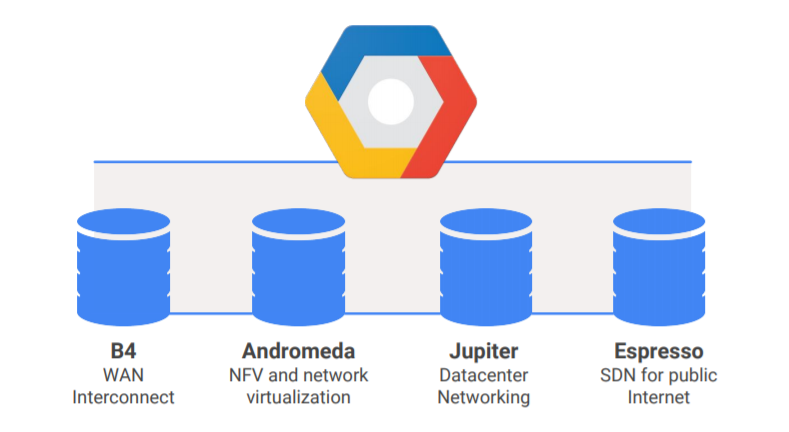 B4
WAN
Interconnect
Andromeda
NFV and network
virtualization
Jupiter
Datacenter
Networking
Espresso
SDN for public
Internet